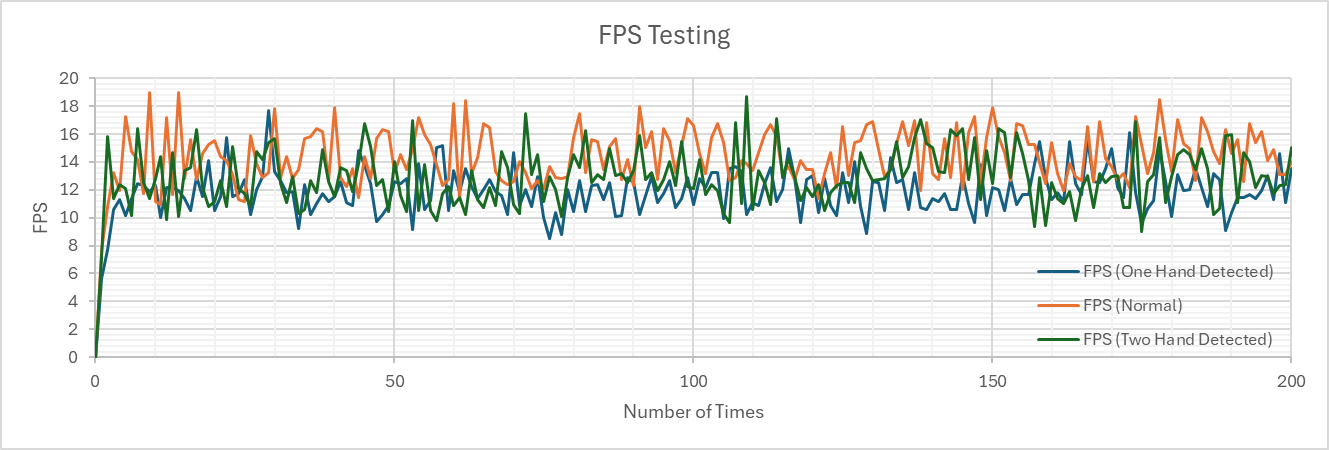 FPS Testing
20
18
16
14
12
10
8
6
4
2
0
FPS
FPS (One Hand Detected)
FPS (Normal)
FPS (Two Hand Detected)
0 50 100 150 200
Number of Times